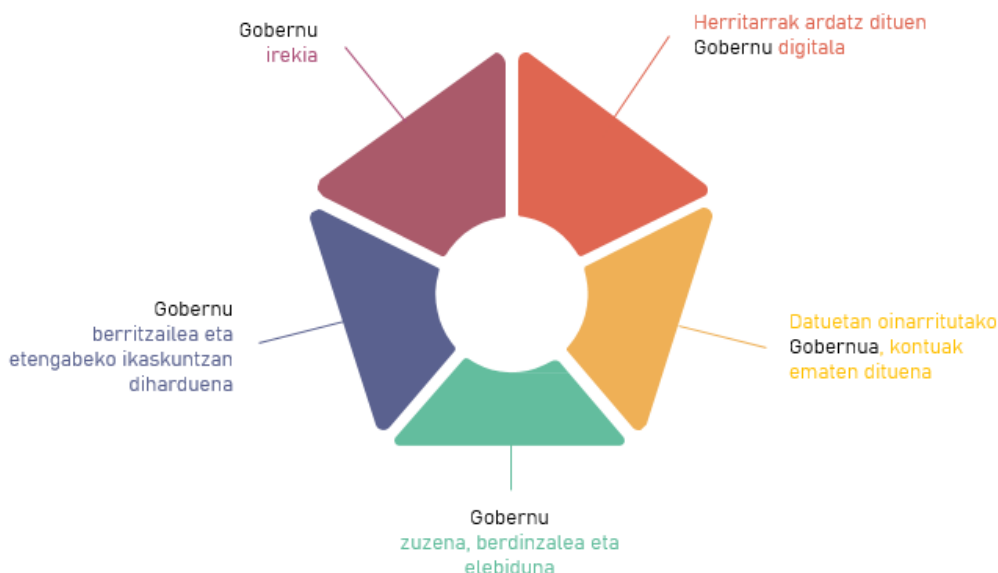 Gobernu
irekia
Herritarrak ardatz dituen
Gobernu digitala
Gobernu
berritzailea eta
etengabeko ikaskuntzan
diharduena
Datuetan oinarritutako
Gobernua, kontuak
ematen dituena
Gobernu
zuzena, berdinzalea eta
elebiduna